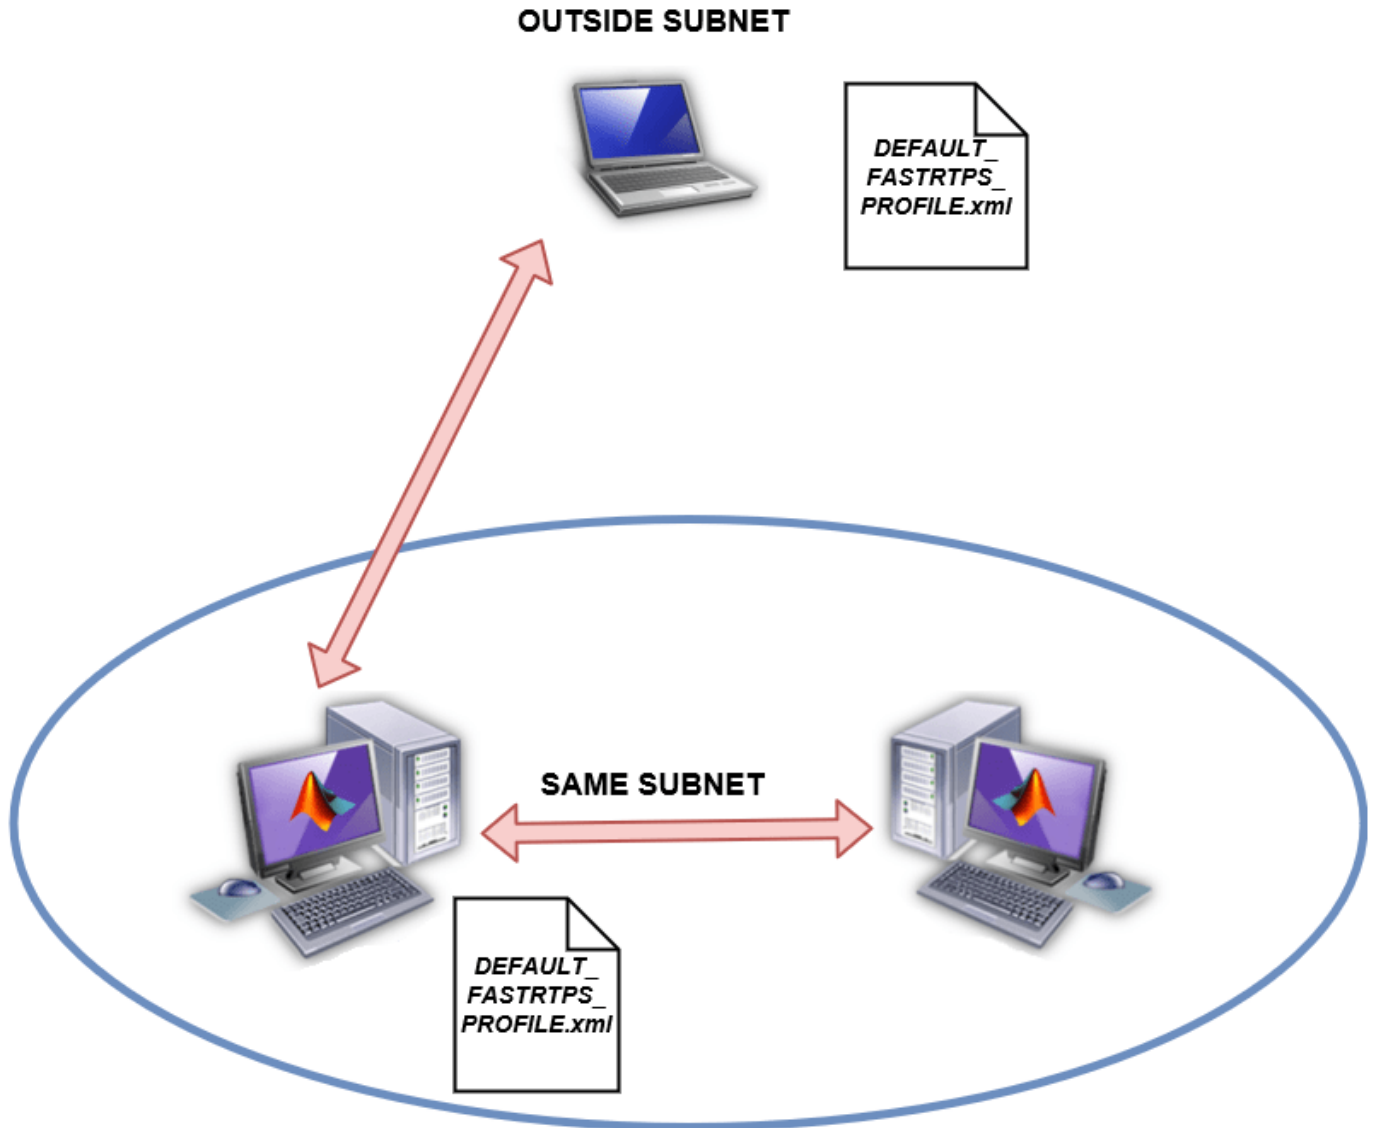 OUTSIDE SUBNET
DEFAULT_
FASTRTPS_
PROFILE.xml
SAME SUBNET
DEFAULT_
FASTRTPS_
PROFILE.xml